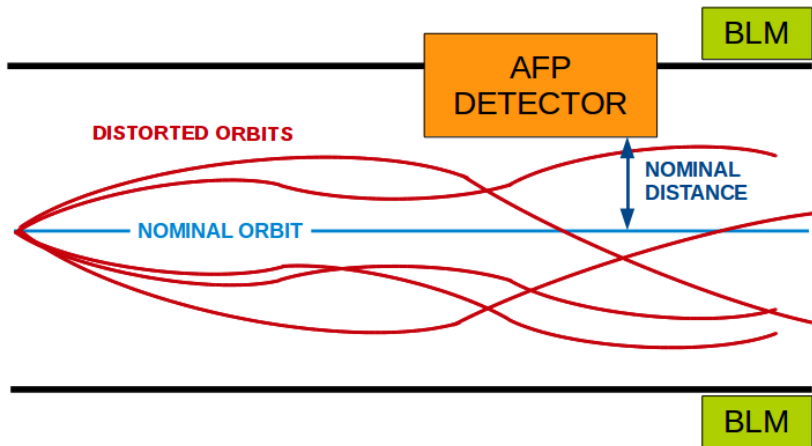 BLM
AFP
DETECTOR
DISTORTED ORBITS
NOMINAL
DISTANCE
NOMINAL ORBIT
BLM